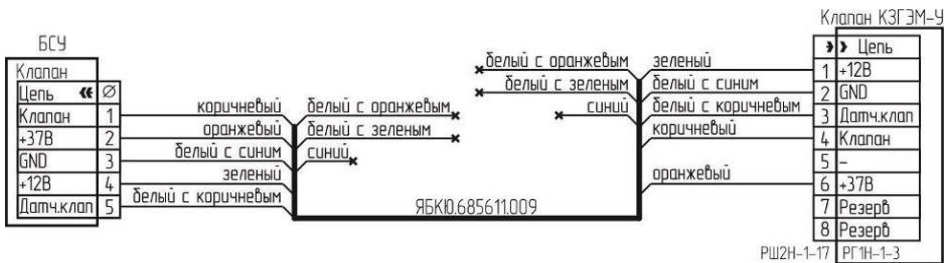 Клапан КЗГЭМ-У
БСУ
Клапан
Цепь
Клапан 1
+37В 2
GND 3
+12В 4
Датч.клап 5
коричневый
оранжевый
белый с синим
зеленый
белый с коричневым
белый с оранжевым
белый с зеленым
синий
ЯБКЮ.685611.009
белый с оранжевым
белый с зеленым
синий
зеленый
белый с синим
белый с коричневым
коричневый
оранжевый
Цепь
1 +12В
2 GND
3 Датч.клап
4 Клапан
5 -
6 +37В
7 Резерв
8 Резерв
РШ2Н-1-17 РГ1Н-1-3